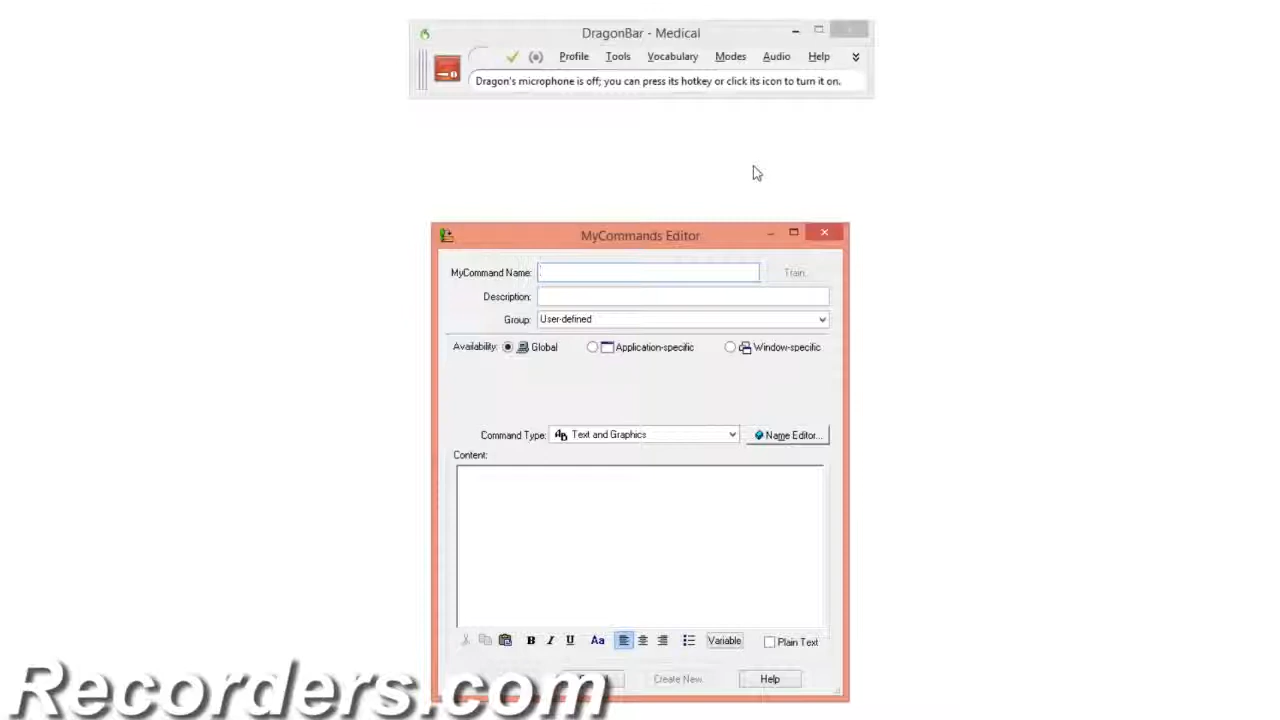 DragonBar - Medical
Profile Tools Vocabulary Modes Audio Help
Dragon's microphone is off; you can press its hotkey or click its icon to turn it on.
MyCommands Editor
MyCommand Name: Train.
Description:
Group: User-defined
Availability: Global Application-specific Window-specific
Command Type: Text and Graphics Name Editor...
Content:
B I U Aa Variable Plain Text
Create New Help
Recorders.com